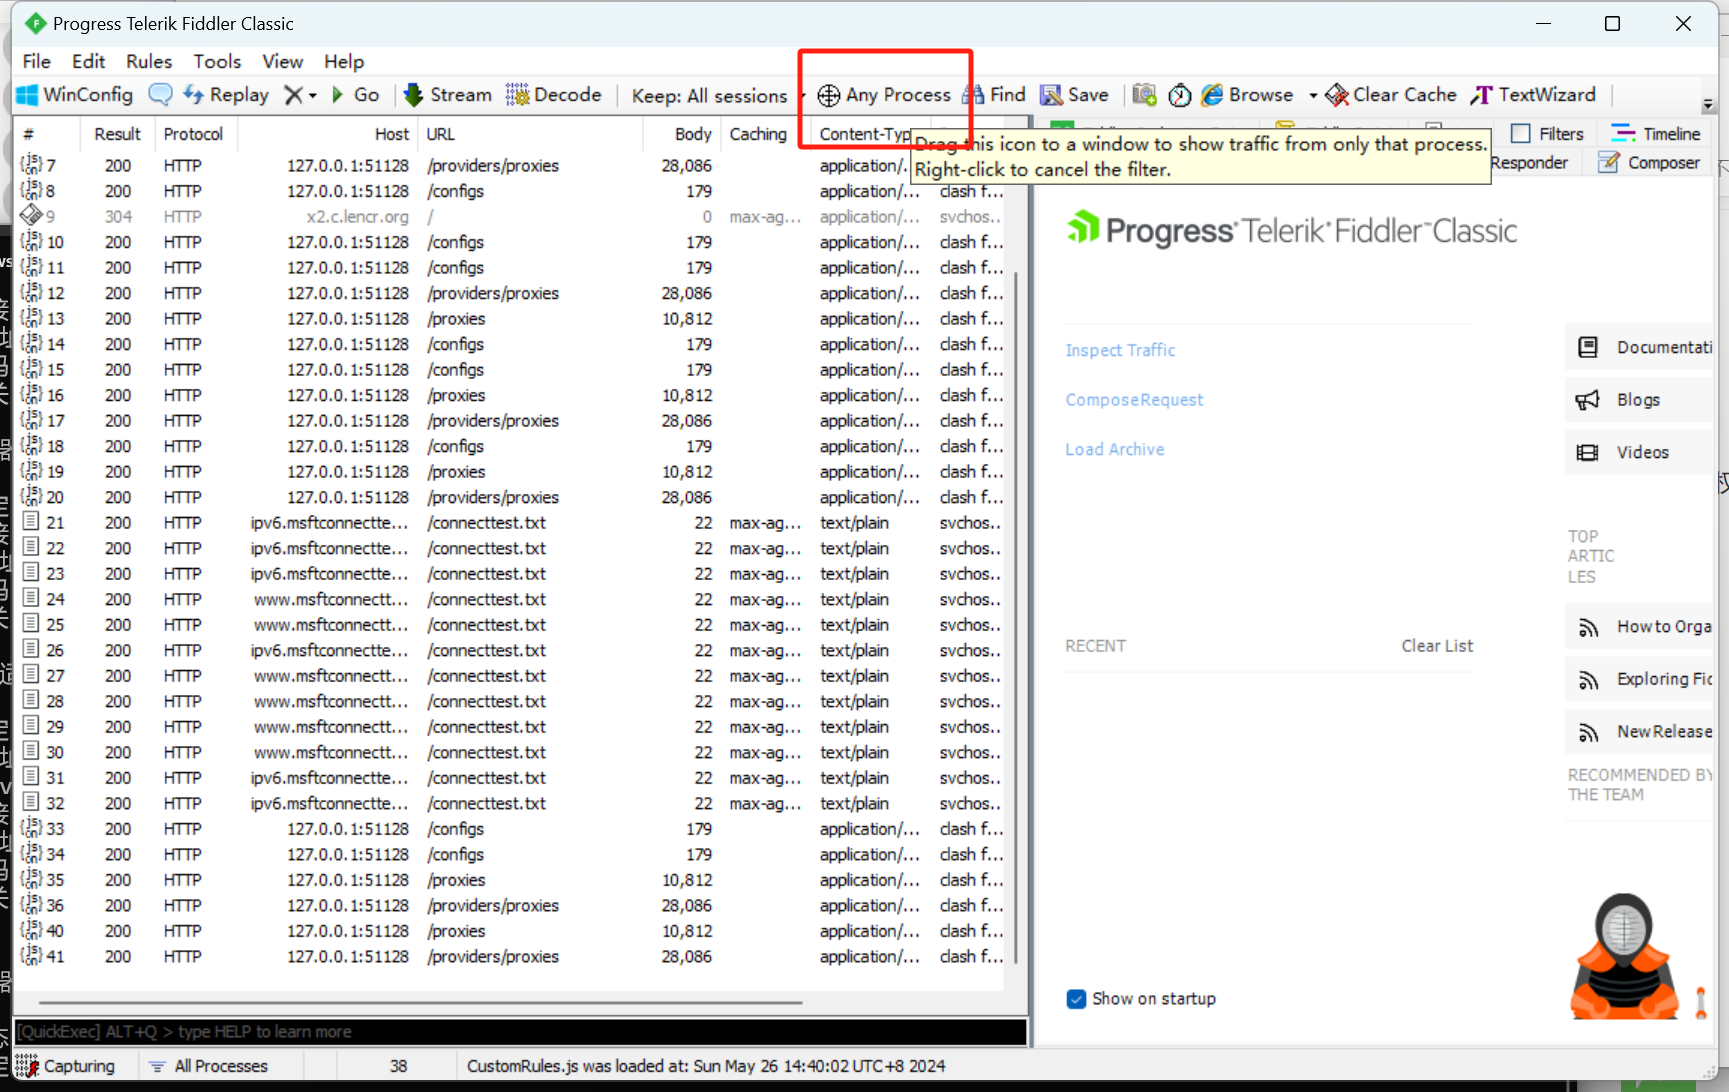 Progress Telerik Fiddler Classic
File Edit Rules Tools View Help
WinConfig Replay Go Stream Decode Keep: All sessions Any Process Find Save Browse Clear Cache TextWizard
# Result Protocol Host URL Body Caching Content-Typ
Filters Timeline
Drag this icon to a window to show traffic from only that process.
Right-click to cancel the filter.
Responder Composer
7 200 HTTP 127.0.0.1:51128 /providers/proxies 28,086 application/...
8 200 HTTP 127.0.0.1:51128 /configs 179 application/... clash f...
9 304 HTTP x2.c.lencr.org / 0 max-ag... application/... svchos..
10 200 HTTP 127.0.0.1:51128 /configs 179 application/... clash f...
11 200 HTTP 127.0.0.1:51128 /configs 179 application/... clash f...
12 200 HTTP 127.0.0.1:51128 /providers/proxies 28,086 application/... clash f...
13 200 HTTP 127.0.0.1:51128 /proxies 10,812 application/... clash f...
14 200 HTTP 127.0.0.1:51128 /configs 179 application/... clash f...
15 200 HTTP 127.0.0.1:51128 /configs 179 application/... clash f...
16 200 HTTP 127.0.0.1:51128 /proxies 10,812 application/... clash f...
17 200 HTTP 127.0.0.1:51128 /providers/proxies 28,086 application/... clash f...
18 200 HTTP 127.0.0.1:51128 /configs 179 application/... clash f...
19 200 HTTP 127.0.0.1:51128 /proxies 10,812 application/... clash f...
20 200 HTTP 127.0.0.1:51128 /providers/proxies 28,086 application/... clash f...
21 200 HTTP ipv6.msftconnectte... /connecttest.txt 22 max-ag... text/plain svchos..
22 200 HTTP ipv6.msftconnectte... /connecttest.txt 22 max-ag... text/plain svchos..
23 200 HTTP ipv6.msftconnectte... /connecttest.txt 22 max-ag... text/plain svchos..
24 200 HTTP www.msftconnectt... /connecttest.txt 22 max-ag... text/plain svchos..
25 200 HTTP www.msftconnectt... /connecttest.txt 22 max-ag... text/plain svchos..
26 200 HTTP ipv6.msftconnectte... /connecttest.txt 22 max-ag... text/plain svchos..
27 200 HTTP www.msftconnectt... /connecttest.txt 22 max-ag... text/plain svchos..
28 200 HTTP www.msftconnectt... /connecttest.txt 22 max-ag... text/plain svchos..
29 200 HTTP www.msftconnectt... /connecttest.txt 22 max-ag... text/plain svchos..
30 200 HTTP www.msftconnectt... /connecttest.txt 22 max-ag... text/plain svchos..
31 200 HTTP ipv6.msftconnectte... /connecttest.txt 22 max-ag... text/plain svchos..
32 200 HTTP ipv6.msftconnectte... /connecttest.txt 22 max-ag... text/plain svchos..
33 200 HTTP 127.0.0.1:51128 /configs 179 application/... clash f...
34 200 HTTP 127.0.0.1:51128 /configs 179 application/... clash f...
35 200 HTTP 127.0.0.1:51128 /proxies 10,812 application/... clash f...
36 200 HTTP 127.0.0.1:51128 /providers/proxies 28,086 application/... clash f...
40 200 HTTP 127.0.0.1:51128 /proxies 10,812 application/... clash f...
41 200 HTTP 127.0.0.1:51128 /providers/proxies 28,086 application/... clash f...
Progress Telerik Fiddler Classic
Inspect Traffic
Compose Request
Load Archive
Documentati
Blogs
Videos
TOP
ARTIC
LES
RECENT Clear List
How to Orga
Exploring Fid
New Release
RECOMMENDED BY
THE TEAM
Show on startup
[QuickExec] ALT+Q > type HELP to learn more
Capturing All Processes 38 CustomRules.js was loaded at: Sun May 26 14:40:02 UTC+8 2024